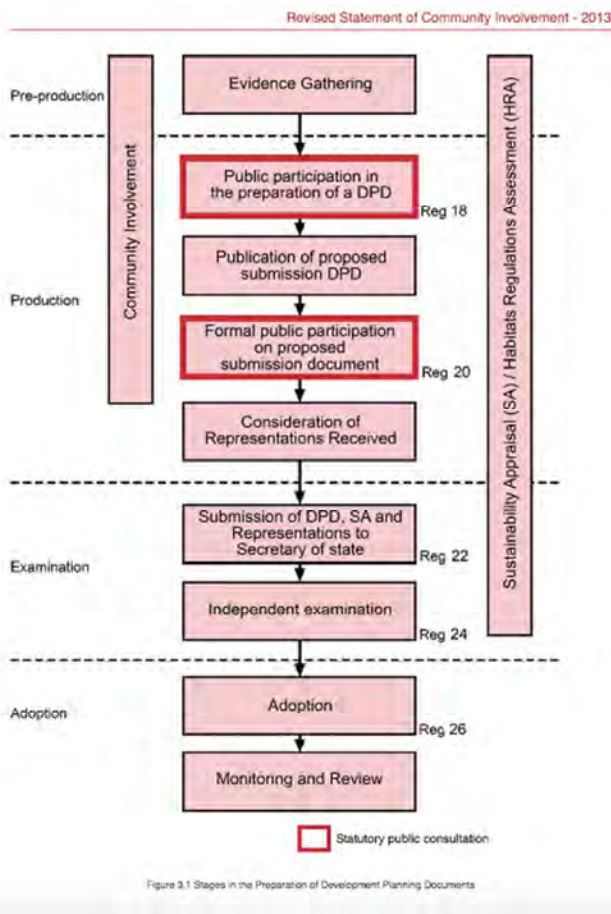 Revised Statement of Community Involvement - 2013
Pre-production
Evidence Gathering
Community Involvement
Sustainability Appraisal (SA) / Habitats Regulations Assessment (HRA)
Public participation in
the preparation of a DPD
Reg 18
Publication of proposed
submission DPD
Production
Formal public participation
on proposed
submission document
Reg 20
Consideration of
Representations Received
Submission of DPD, SA and
Representations to
Secretary of state
Reg 22
Examination
Independent examination
Reg 24
Adoption
Adoption
Reg 26
Monitoring and Review
Statutory public consultation
Figure 3.1 Stages in the Preparation of Development Planning Documents